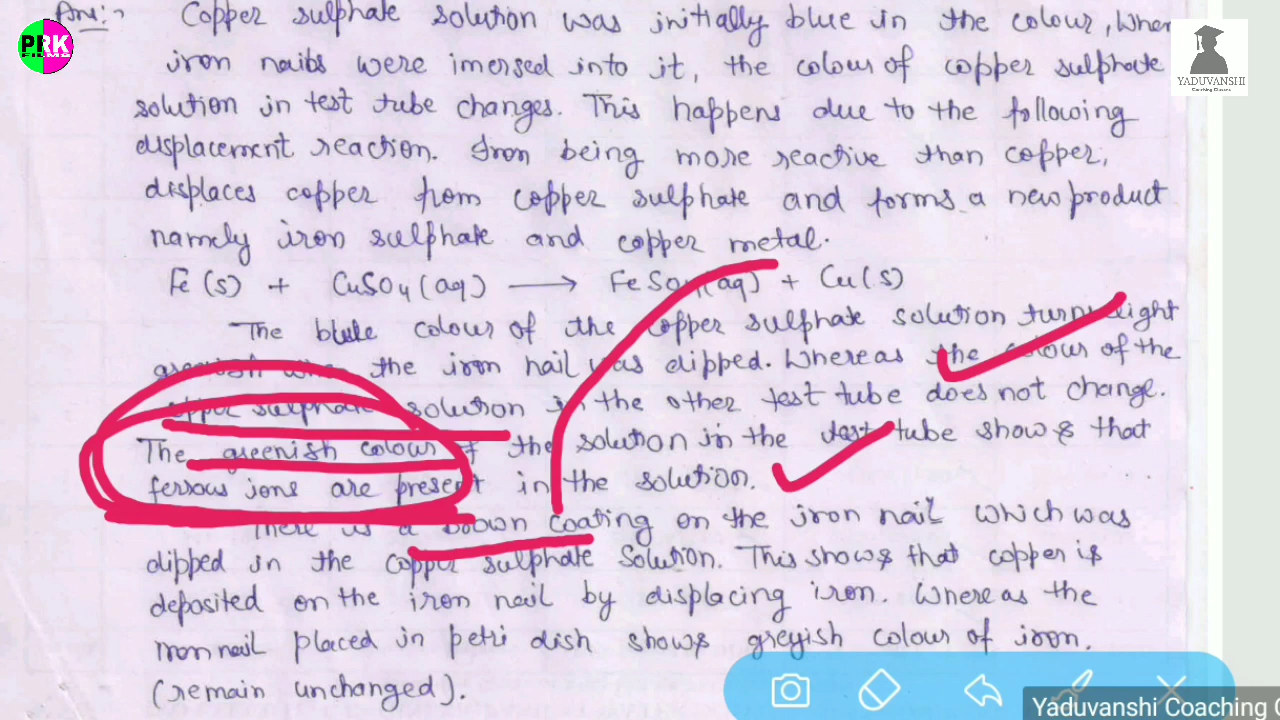 Ans:-
Copper sulphate solution was initially blue in the colour, when
iron nails were imersed into it, the colour of copper sulphate
solution in test tube changes. This happens due to the following
displacement reaction. Iron being more reactive than copper,
displaces copper from copper sulphate and forms a new product
namely iron sulphate and copper metal.
Fe(s) + CuSO4(aq) → FeSO4(aq) + Cu(s)
The blue colour of the copper sulphate solution turns light
greenish when the iron nail was dipped. Whereas the colour of the
copper sulphate solution in the other test tube does not change.
The greenish colour of the solution in the test tube shows that
ferrous ions are present in the solution.
There is a brown coating on the iron nail which was
dipped in the copper sulphate solution. This shows that copper is
deposited on the iron nail by displacing iron. Whereas the
iron nail placed in petri dish shows greyish colour of iron.
(remain unchanged).
PRK
FILMS
YADUVANSHI
Coaching Classes
Yaduvanshi Coaching